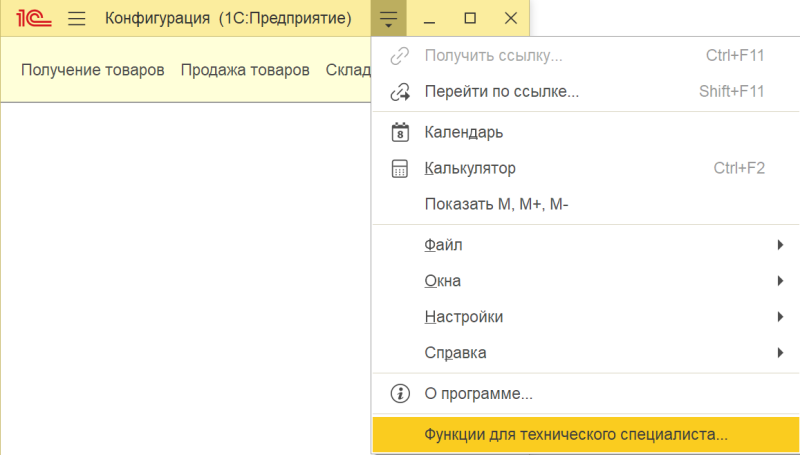 1С Конфигурация (1С:Предприятие)
Получение товаров Продажа товаров Склад
Получить ссылку... Ctrl+F11
Перейти по ссылке... Shift+F11
8 Календарь
Калькулятор Ctrl+F2
Показать M, M+, M-
Файл
Окна
Настройки
Справка
О программе...
Функции для технического специалиста...